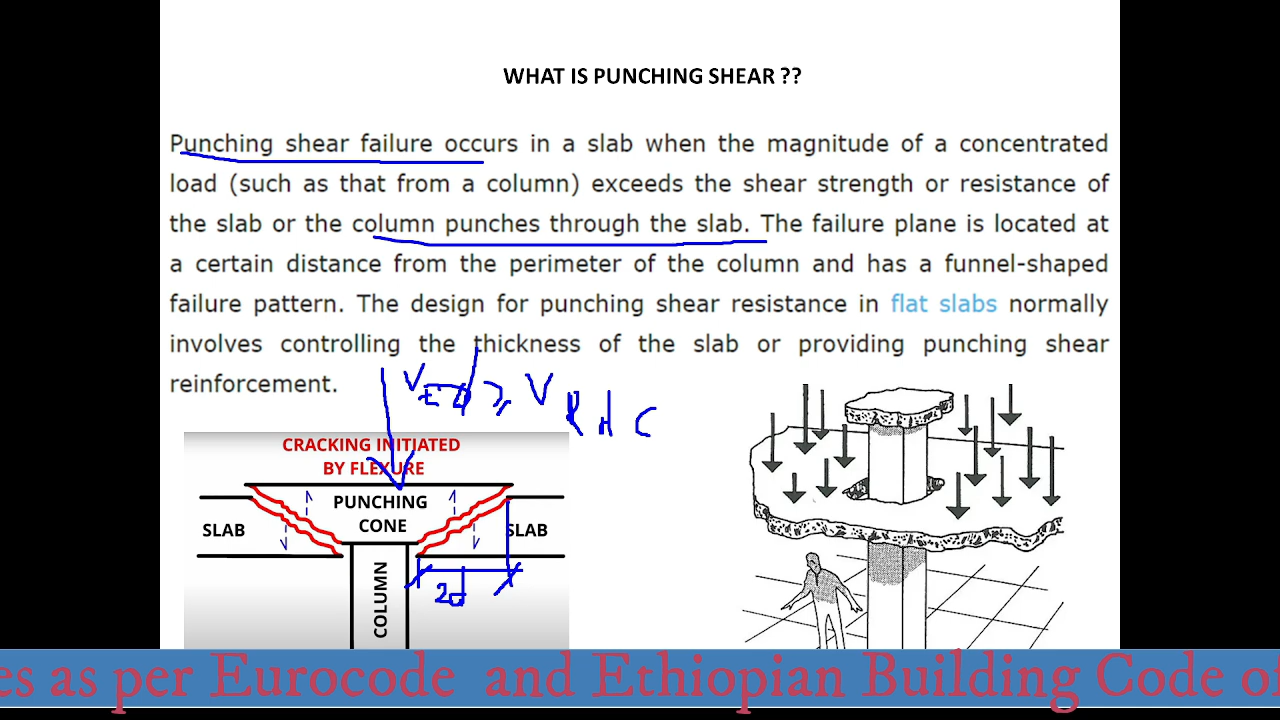 WHAT IS PUNCHING SHEAR ??
Punching shear failure occurs in a slab when the magnitude of a concentrated
load (such as that from a column) exceeds the shear strength or resistance of
the slab or the column punches through the slab. The failure plane is located at
a certain distance from the perimeter of the column and has a funnel-shaped
failure pattern. The design for punching shear resistance in flat slabs normally
involves controlling the thickness of the slab or providing punching shear
reinforcement.
VEd ≥ VRdC
CRACKING INITIATED
BY FLEXURE
PUNCHING
CONE
SLAB
SLAB
COLUMN
2d
es as per Eurocode and Ethiopian Building Code of